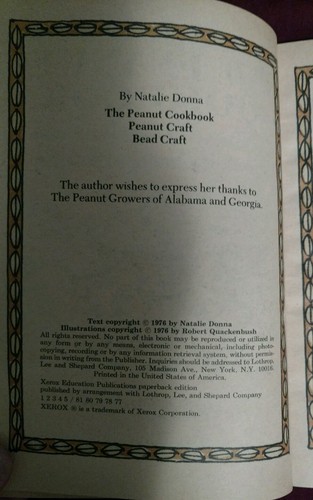 By Natalie Donna
The Peanut Cookbook
Peanut Craft
Bead Craft
The author wishes to express her thanks to
The Peanut Growers of Alabama and Georgia.
Text copyright © 1976 by Natalie Donna
Illustrations copyright © 1976 by Robert Quackenbush
All rights reserved. No part of this book may be reproduced or utilized in
any form or by any means, electronic or mechanical, including photo-
copying, recording or by any information retrieval system, without permis-
sion in writing from the Publisher. Inquiries should be addressed to Lothrop,
Lee and Shepard Company, 105 Madison Ave., New York, N.Y. 10016.
Printed in the United States of America.
Xerox Education Publications paperback edition
published by arrangement with Lothrop, Lee, and Shepard Company
1 2 3 4 5 / 81 80 79 78 77
XEROX ® is a trademark of Xerox Corporation.